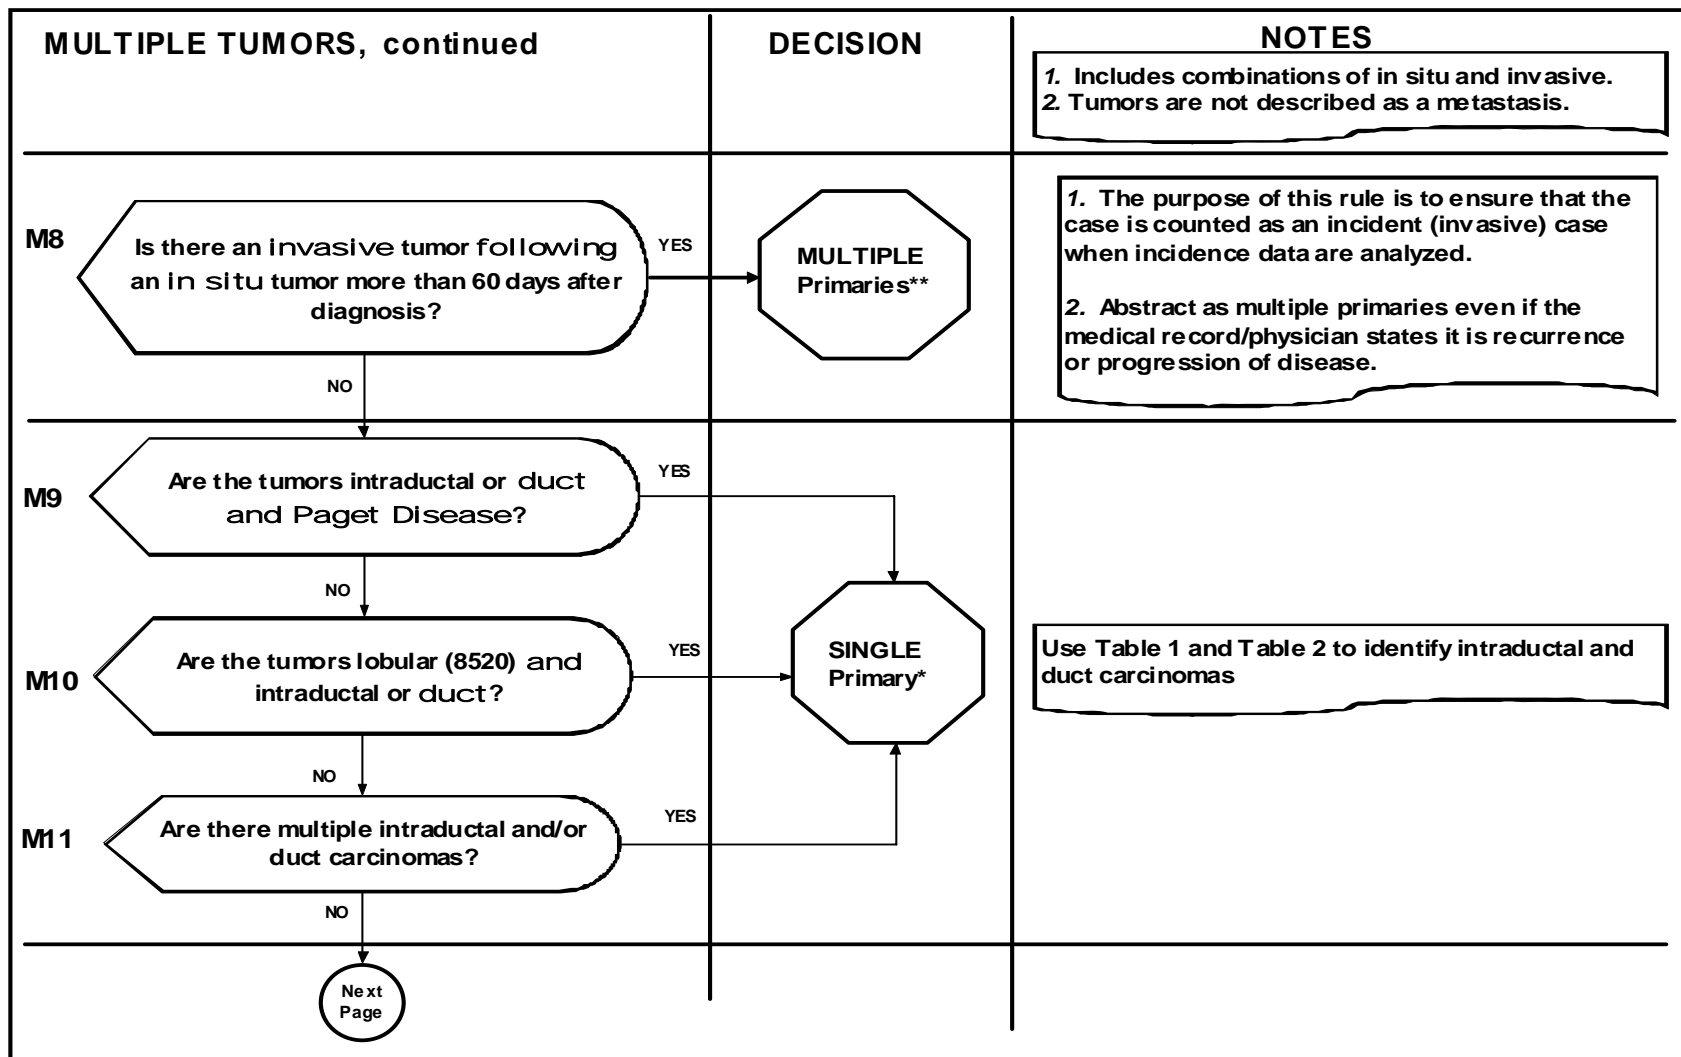 MULTIPLE TUMORS, continued
DECISION
NOTES
1. Includes combinations of in situ and invasive.
2. Tumors are not described as a metastasis.
M8
Is there an invasive tumor following
an in situ tumor more than 60 days after
diagnosis?
YES
NO
MULTIPLE
Primaries**
1. The purpose of this rule is to ensure that the
case is counted as an incident (invasive) case
when incidence data are analyzed.
2. Abstract as multiple primaries even if the
medical record/physician states it is recurrence
or progression of disease.
M9
Are the tumors intraductal or duct
and Paget Disease?
YES
NO
M10
Are the tumors lobular (8520) and
intraductal or duct?
YES
NO
SINGLE
Primary*
Use Table 1 and Table 2 to identify intraductal and
duct carcinomas
M11
Are there multiple intraductal and/or
duct carcinomas?
YES
NO
Next
Page